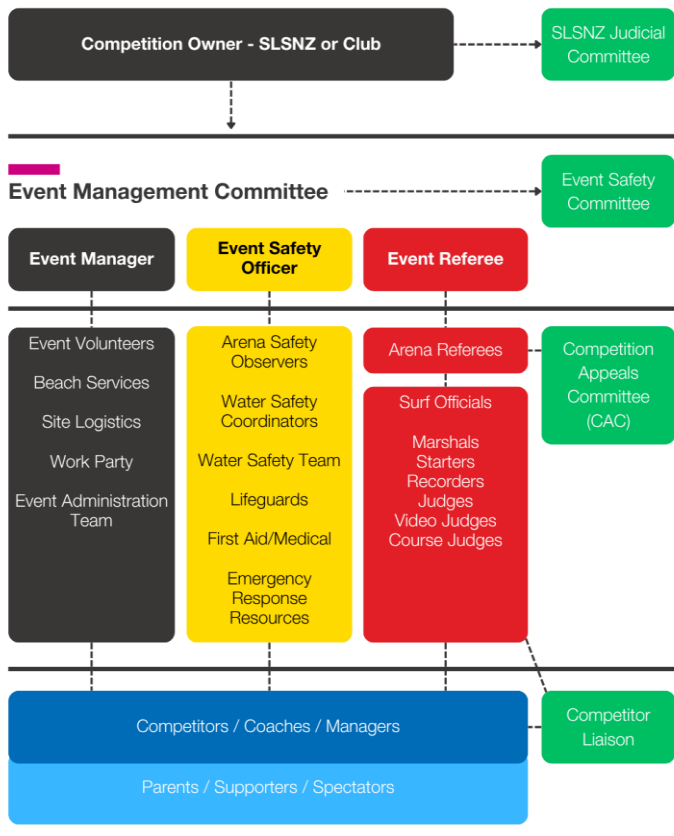 Competition Owner - SLSNZ or Club
SLSNZ Judicial
Committee
Event Management Committee
Event Safety
Committee
Event Manager
Event Safety
Officer
Event Referee
Event Volunteers
Beach Services
Site Logistics
Work Party
Event Administration
Team
Arena Safety
Observers
Water Safety
Coordinators
Water Safety Team
Lifeguards
First Aid/Medical
Emergency
Response
Resources
Arena Referees
Surf Officials
Marshals
Starters
Recorders
Judges
Video Judges
Course Judges
Competition
Appeals
Committee
(CAC)
Competitors / Coaches / Managers
Competitor
Liaison
Parents / Supporters / Spectators